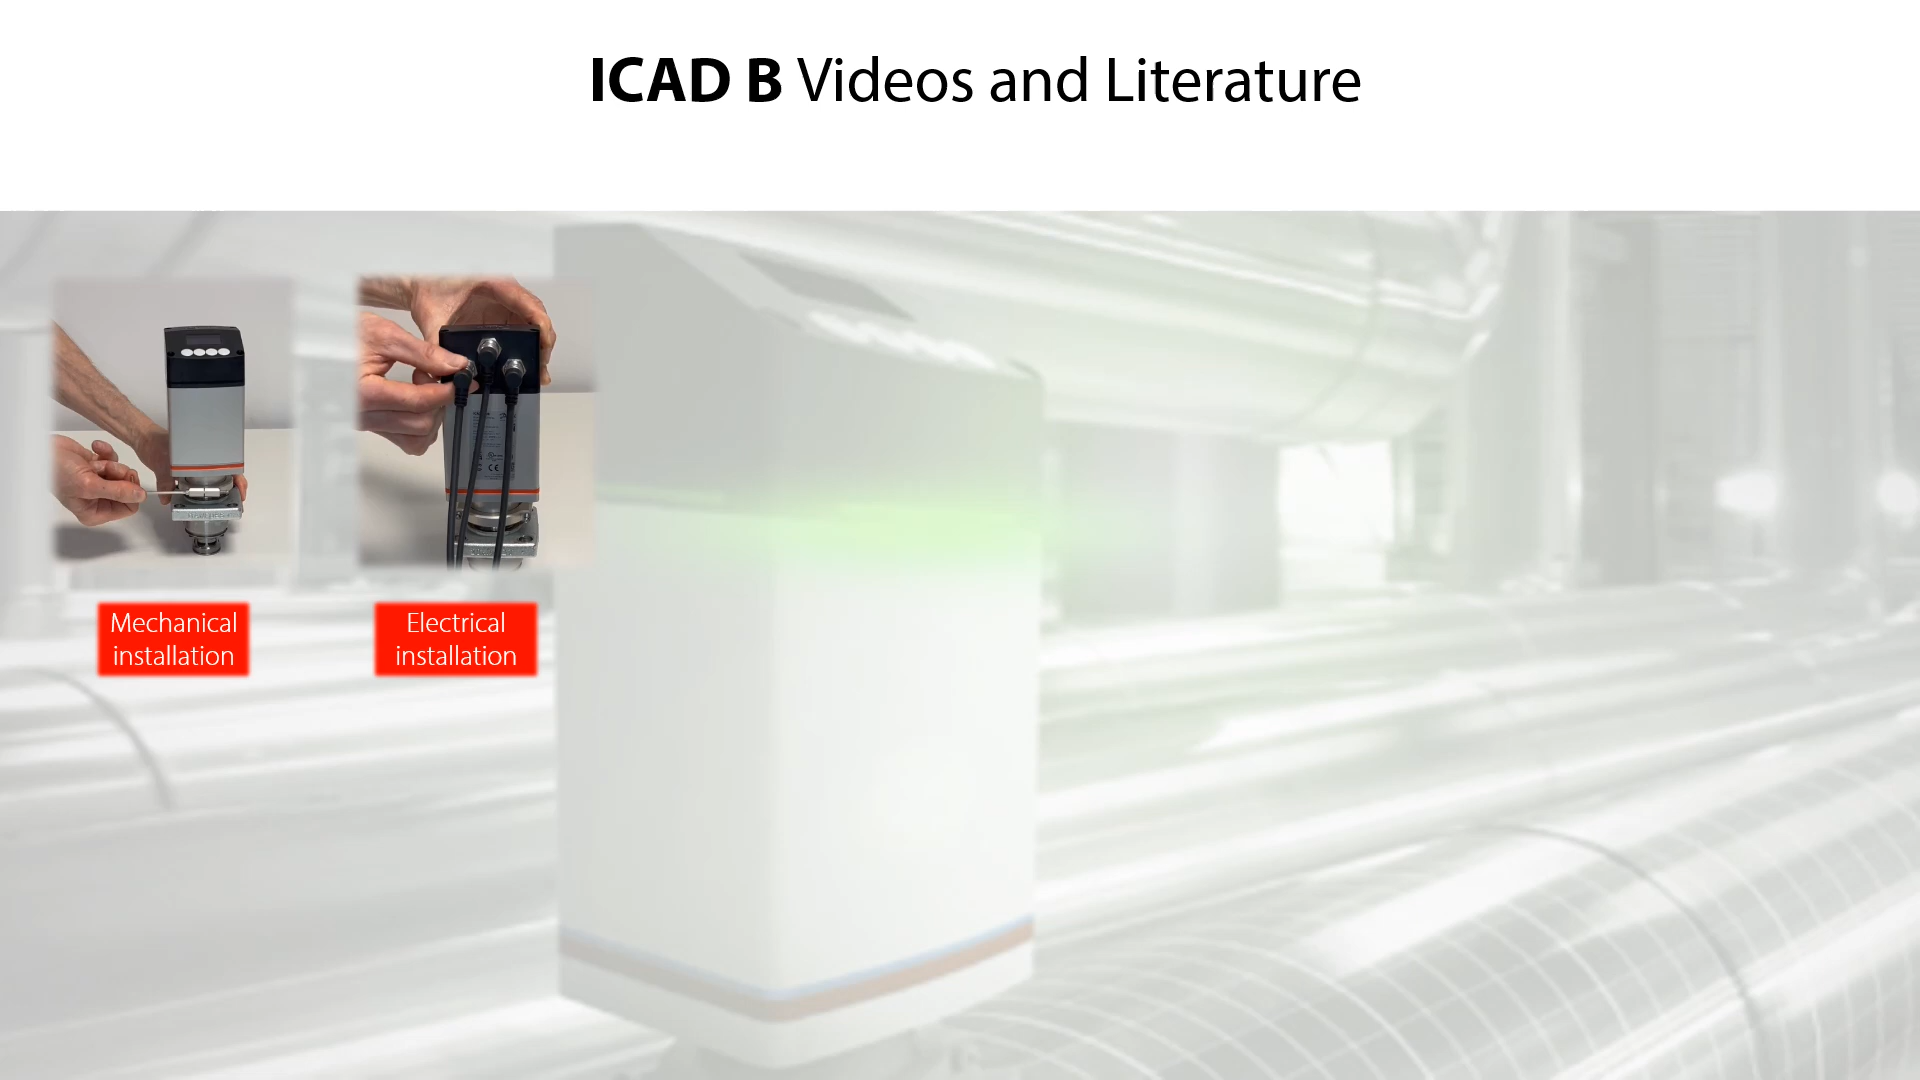 ICAD B Videos and Literature
Mechanical
installation
Electrical
installation